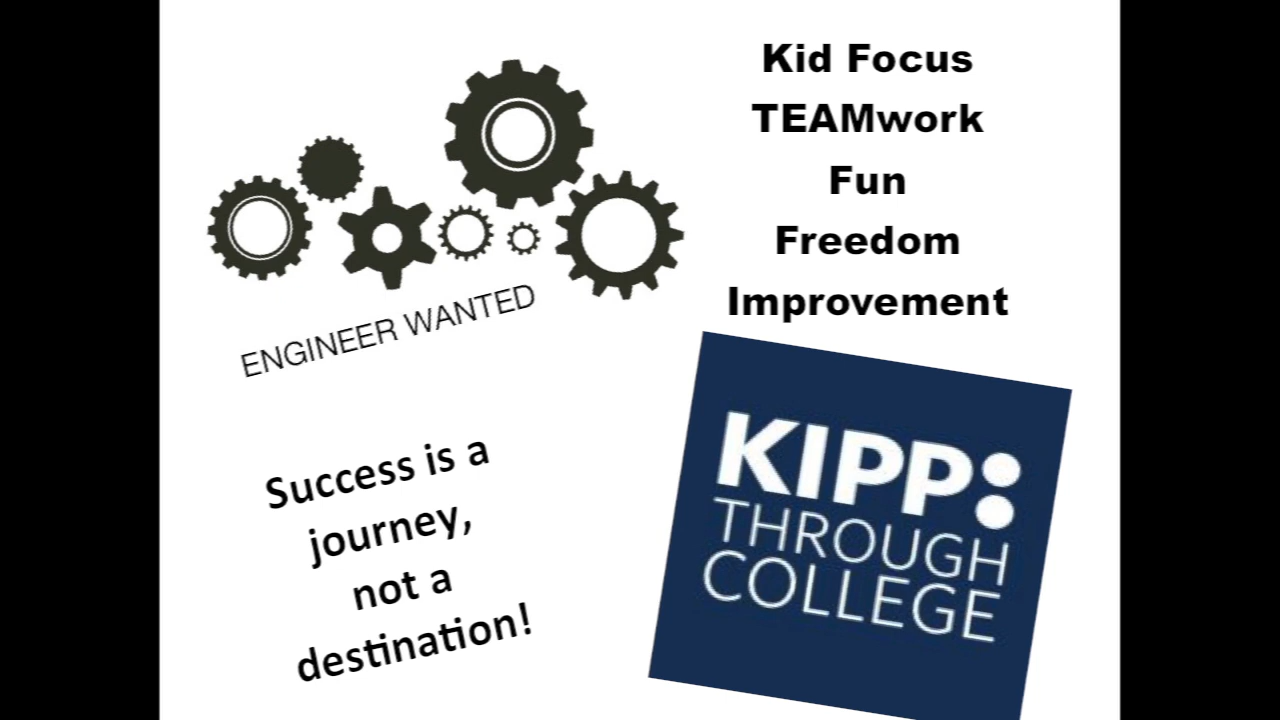 Kid Focus
TEAMwork
Fun
Freedom
Improvement
ENGINEER WANTED
Success is a
journey,
not a
destination!
KIPP:
THROUGH
COLLEGE